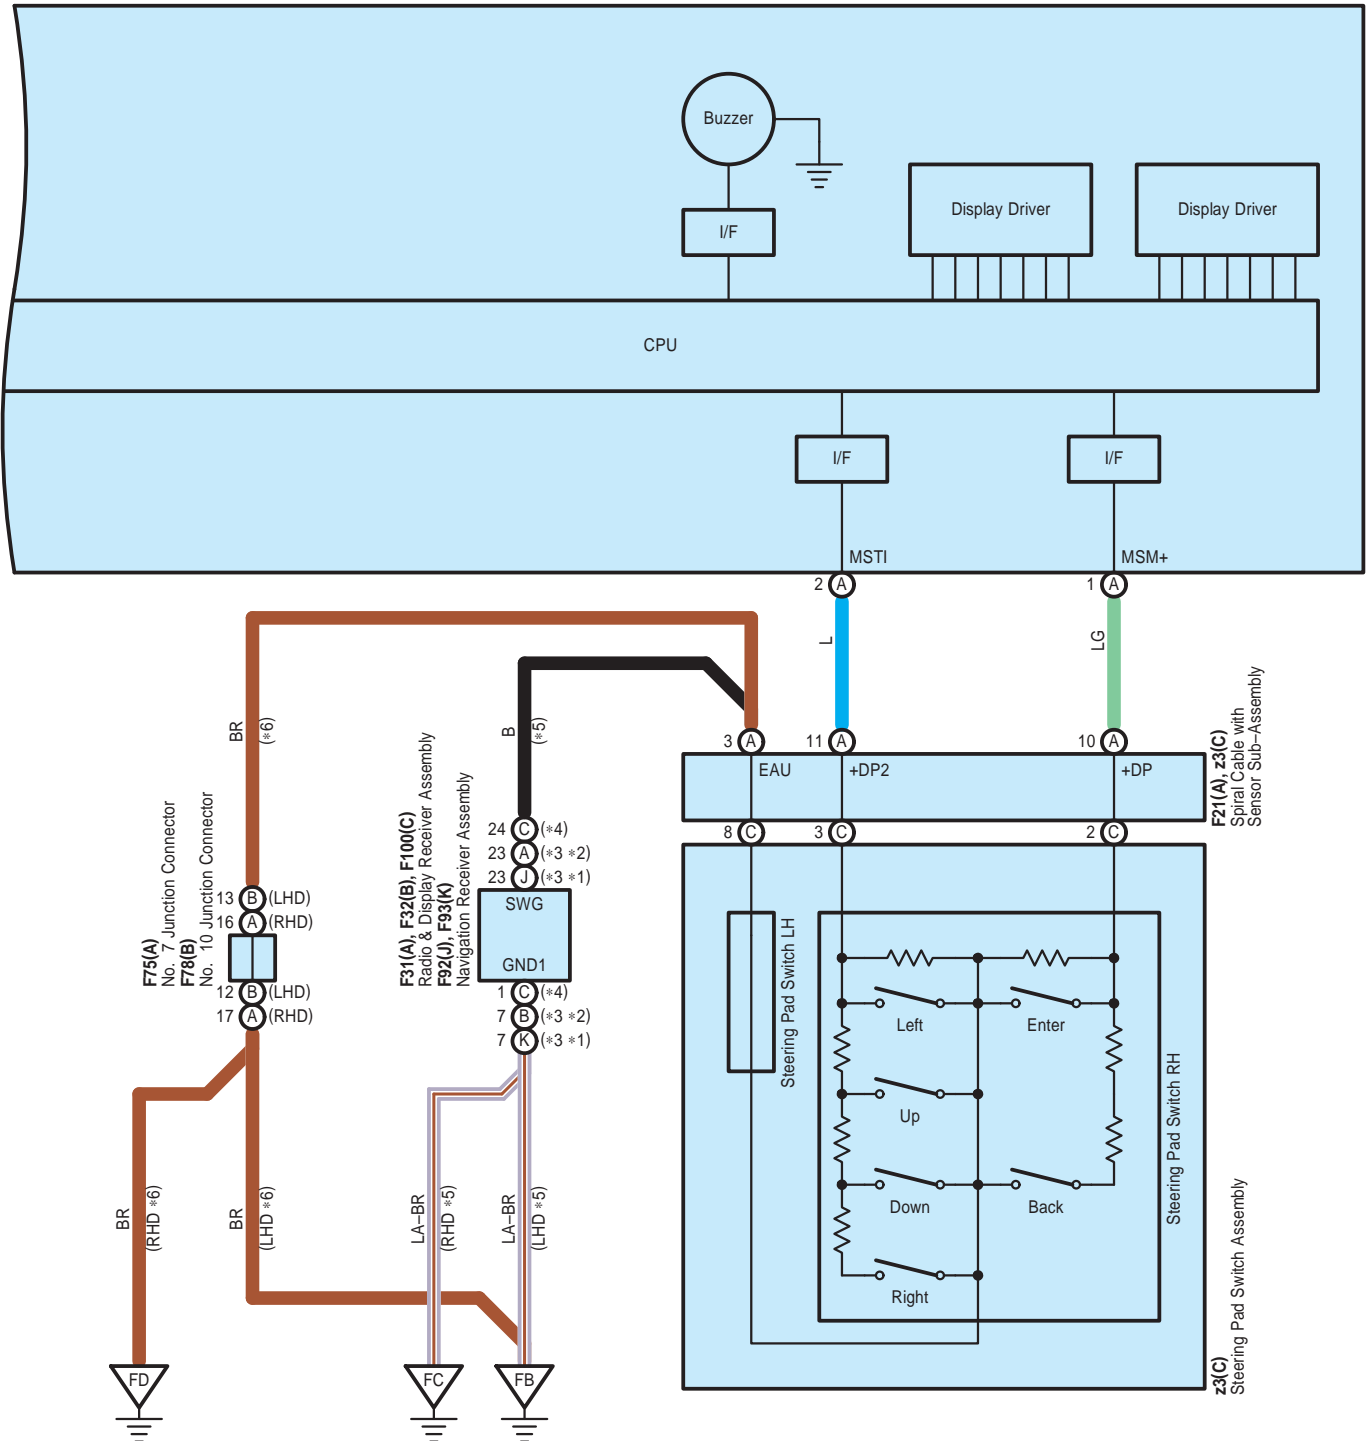 Buzzer
I/F
Display Driver
Display Driver
CPU
I/F
I/F
MSTI
MSM+
2 A
1 A
L
LG
BR
(*6)
B
(*5)
3 A
11 A
10 A
EAU
+DP2
+DP
F21(A), z3(C)
Spiral Cable with
Sensor Sub–Assembly
8 C
3 C
2 C
24 C (*4)
23 A (*3 *2)
23 J (*3 *1)
SWG
GND1
1 C (*4)
7 B (*3 *2)
7 K (*3 *1)
F31(A), F32(B), F100(C)
Radio & Display Receiver Assembly
F92(J), F93(K)
Navigation Receiver Assembly
13 B (LHD)
16 A (RHD)
12 B (LHD)
17 A (RHD)
F75(A)
No. 7 Junction Connector
F78(B)
No. 10 Junction Connector
Steering Pad Switch LH
Left
Enter
Up
Down
Back
Right
Steering Pad Switch RH
z3(C)
Steering Pad Switch Assembly
BR
(RHD *6)
BR
(LHD *6)
LA–BR
(RHD *5)
LA–BR
(LHD *5)
FD
FC
FB